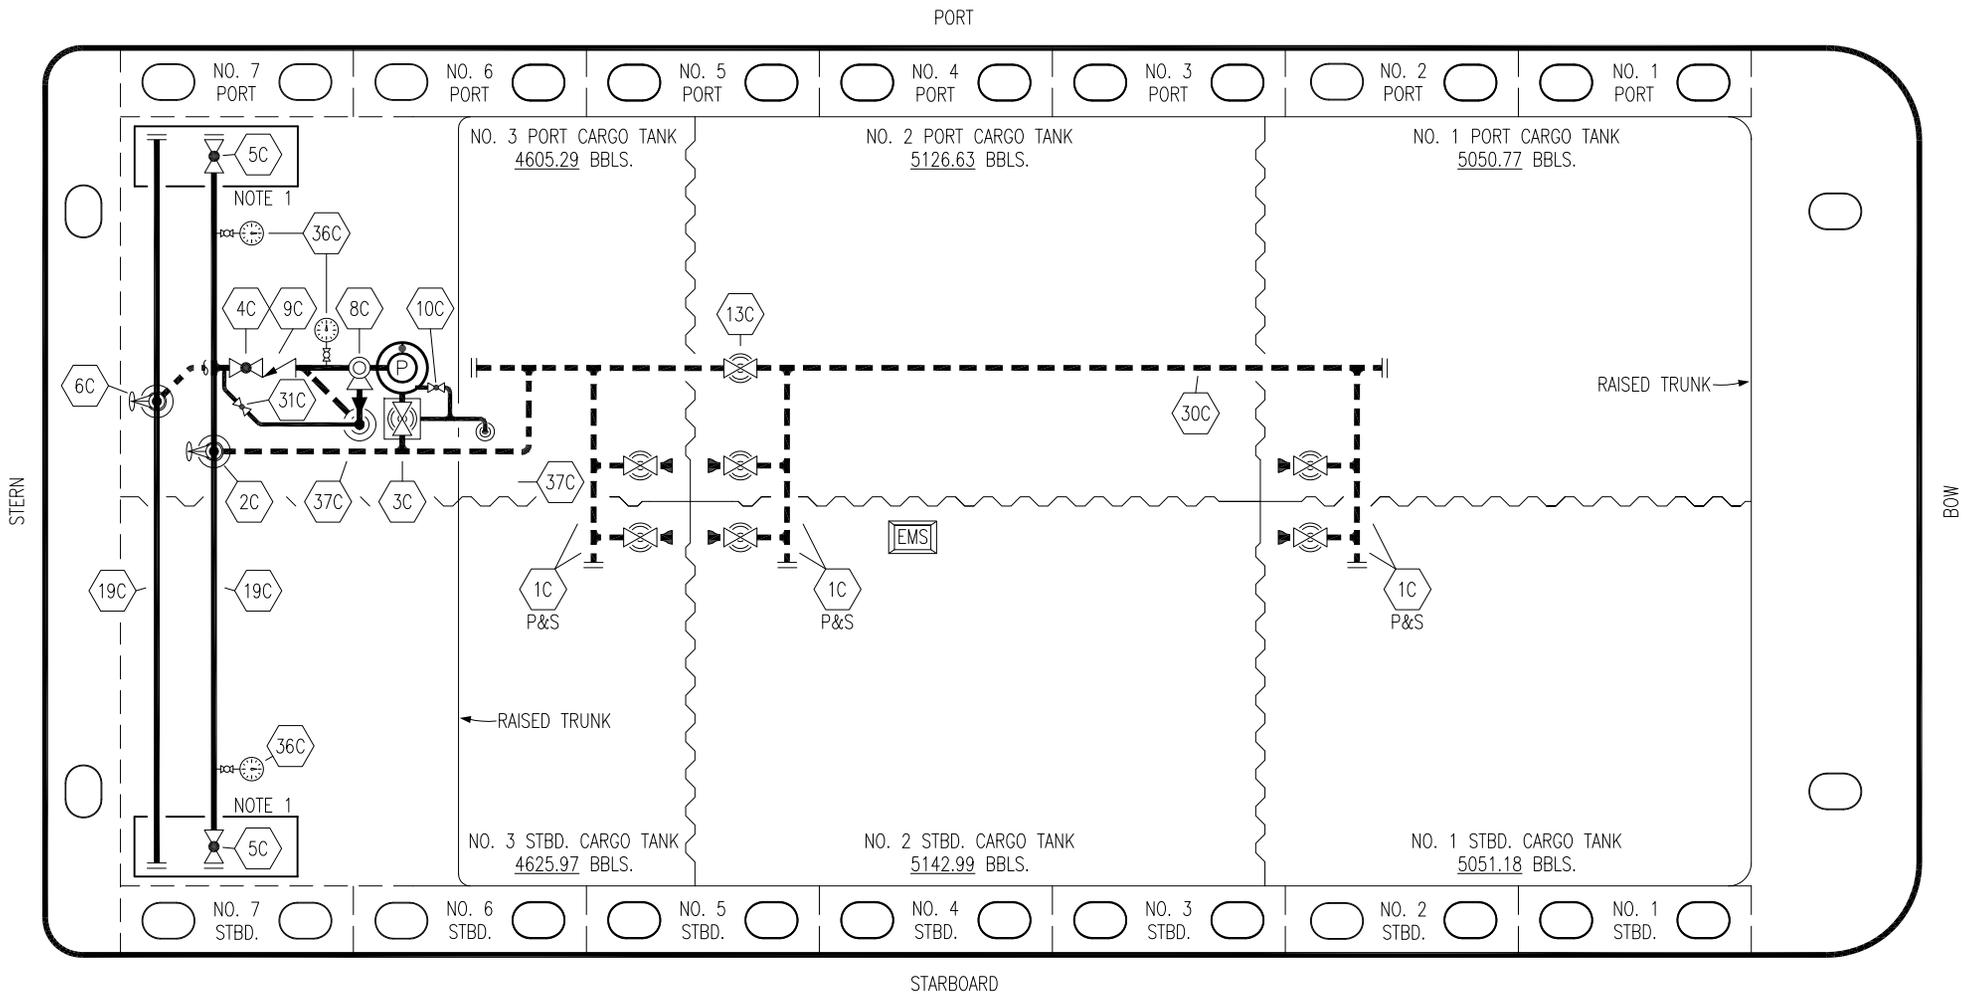 PORT
NO. 7
PORT
NO. 6
PORT
NO. 5
PORT
NO. 4
PORT
NO. 3
PORT
NO. 2
PORT
NO. 1
PORT
NO. 3 PORT CARGO TANK
4605.29 BBLS.
NO. 2 PORT CARGO TANK
5126.63 BBLS.
NO. 1 PORT CARGO TANK
5050.77 BBLS.
5C
NOTE 1
36C
4C
9C
8C
10C
13C
P
6C
31C
30C
RAISED TRUNK
2C
37C
3C
37C
STERN
BOW
EMS
19C
19C
1C
P&S
1C
P&S
1C
P&S
RAISED TRUNK
36C
NOTE 1
5C
NO. 3 STBD. CARGO TANK
4625.97 BBLS.
NO. 2 STBD. CARGO TANK
5142.99 BBLS.
NO. 1 STBD. CARGO TANK
5051.18 BBLS.
NO. 7
STBD.
NO. 6
STBD.
NO. 5
STBD.
NO. 4
STBD.
NO. 3
STBD.
NO. 2
STBD.
NO. 1
STBD.
STARBOARD